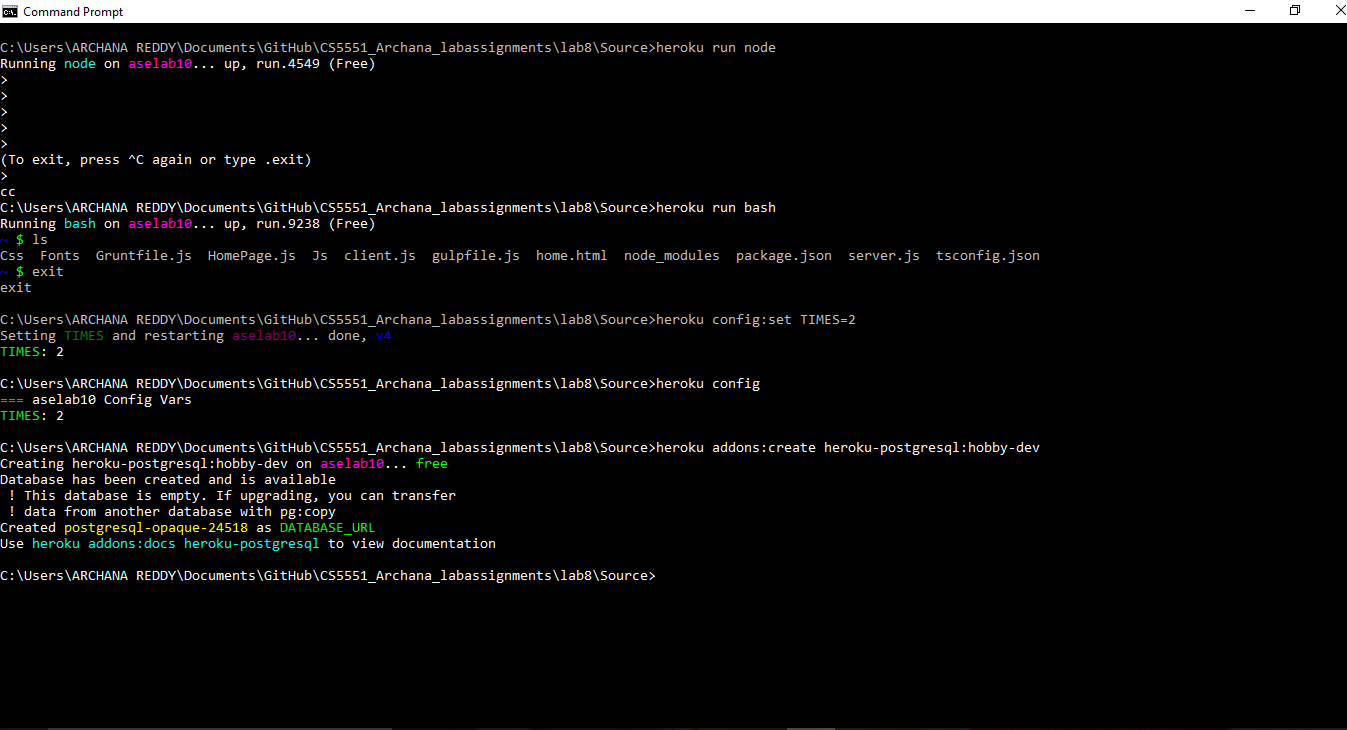 Command Prompt
C:\Users\ARCHANA REDDY\Documents\GitHub\CS5551_Archana_labassignments\lab8\Source>heroku run node
Running node on aselab10... up, run.4549 (Free)
>
>
>
>
>
(To exit, press ^C again or type .exit)
>
cc
C:\Users\ARCHANA REDDY\Documents\GitHub\CS5551_Archana_labassignments\lab8\Source>heroku run bash
Running bash on aselab10... up, run.9238 (Free)
~ $ ls
Css  Fonts  Gruntfile.js  HomePage.js  Js  client.js  gulpfile.js  home.html  node_modules  package.json  server.js  tsconfig.json
~ $ exit
exit
C:\Users\ARCHANA REDDY\Documents\GitHub\CS5551_Archana_labassignments\lab8\Source>heroku config:set TIMES=2
Setting TIMES and restarting aselab10... done, v4
TIMES: 2
C:\Users\ARCHANA REDDY\Documents\GitHub\CS5551_Archana_labassignments\lab8\Source>heroku config
=== aselab10 Config Vars
TIMES: 2
C:\Users\ARCHANA REDDY\Documents\GitHub\CS5551_Archana_labassignments\lab8\Source>heroku addons:create heroku-postgresql:hobby-dev
Creating heroku-postgresql:hobby-dev on aselab10... free
Database has been created and is available
 ! This database is empty. If upgrading, you can transfer
 ! data from another database with pg:copy
Created postgresql-opaque-24518 as DATABASE_URL
Use heroku addons:docs heroku-postgresql to view documentation
C:\Users\ARCHANA REDDY\Documents\GitHub\CS5551_Archana_labassignments\lab8\Source>